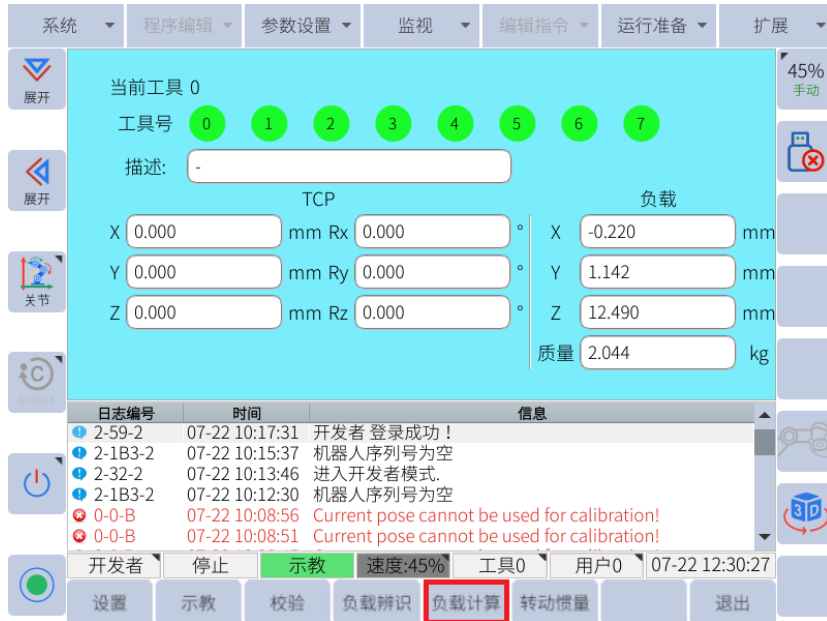 系统 程序编辑 参数设置 监视 编辑指令 运行准备 扩展
展开
45%
手动
当前工具 0
工具号 0 1 2 3 4 5 6 7
描述: -
展开
TCP 负载
X 0.000 mm Rx 0.000 ° X -0.220 mm
Y 0.000 mm Ry 0.000 ° Y 1.142 mm
Z 0.000 mm Rz 0.000 ° Z 12.490 mm
关节
质量 2.044 kg
C
单循环
日志编号 时间 信息
2-59-2 07-22 10:17:31 开发者 登录成功！
2-1B3-2 07-22 10:15:37 机器人序列号为空
2-32-2 07-22 10:13:46 进入开发者模式.
2-1B3-2 07-22 10:12:30 机器人序列号为空
0-0-B 07-22 10:08:56 Current pose cannot be used for calibration!
0-0-B 07-22 10:08:51 Current pose cannot be used for calibration!
3D
开发者 停止 示教 速度:45% 工具0 用户0 07-22 12:30:27
设置 示教 校验 负载辨识 负载计算 转动惯量 退出